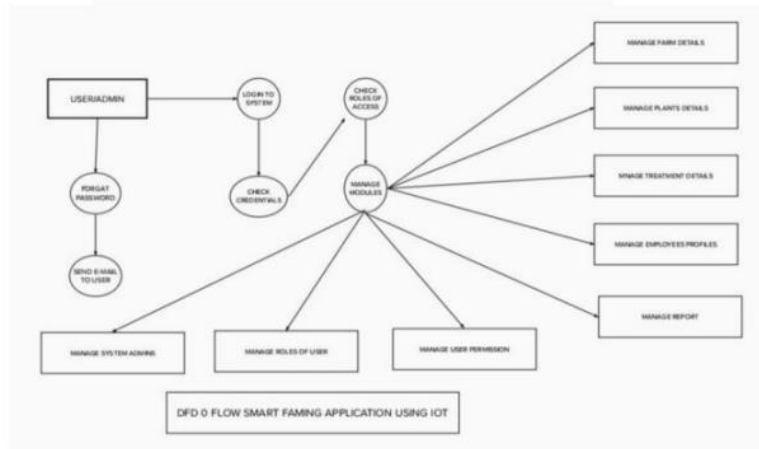 USER/ADMIN
LOGIN TO
SYSTEM
CHECK
ROLES OF
ACCESS
MANAGE FARM DETAILS
MANAGE PLANTS DETAILS
MNAGE TREATMENT DETAILS
MANAGE EMPLOYEES PROFILES
MANAGE REPORT
FORGAT
PASSWORD
CHECK
CREDENTIALS
MANAGE
MODULES
SEND E-MAIL
TO USER
MANAGE SYSTEM ADMINS
MANAGE ROLES OF USER
MANAGE USER PERMISSION
DFD 0 FLOW SMART FAMING APPLICATION USING IOT